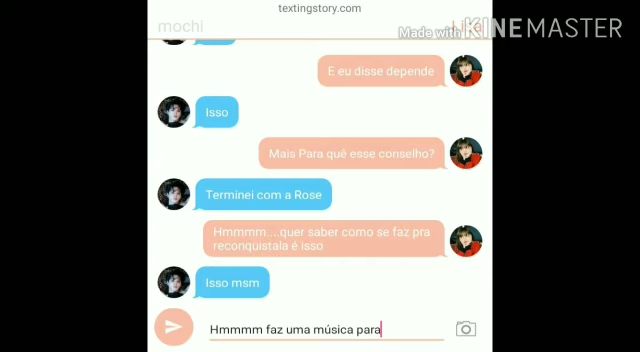 textingstory.com
mochI
Made with KINEMASTER
E eu disse depende
Isso
Mais Para quê esse conselho?
Terminei com a Rose
Hmmmm....quer saber como se faz pra
reconquistala é isso
Isso msm
Hmmmm faz uma música para